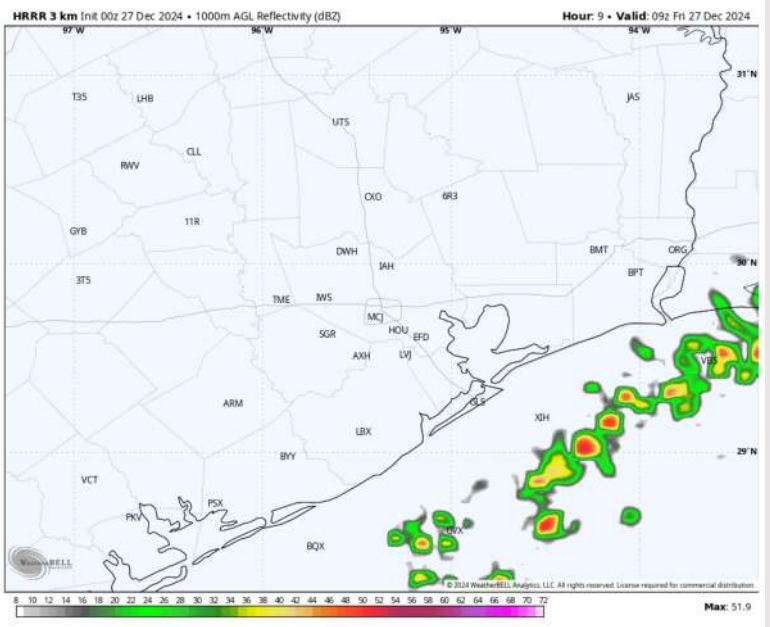 HRRR 3 km Init 00z 27 Dec 2024 • 1000m AGL Reflectivity (dBZ) Hour: 9 • Valid: 09z Fri 27 Dec 2024
97°W 96°W 95°W 94°W
31°N
T35 LHB JAS
UTS
CLL
RWV
CXO 6R3
11R
GYB
DWH BMT ORG
IAH 30°N
BPT
3T5
TME IWS
MCJ
SGR HOU EFD
AXH LVJ VBS
ARM GLS
XIH
LBX
BYY 29°N
VCT
PSX
PKV
GVX
BQX
WEATHERBELL
© 2024 WeatherBELL Analytics, LLC. All rights reserved. License required for commercial distribution.
8 10 12 14 16 18 20 22 24 26 28 30 32 34 36 38 40 42 44 46 48 50 52 54 56 58 60 62 64 66 68 70 72
Max: 51.9